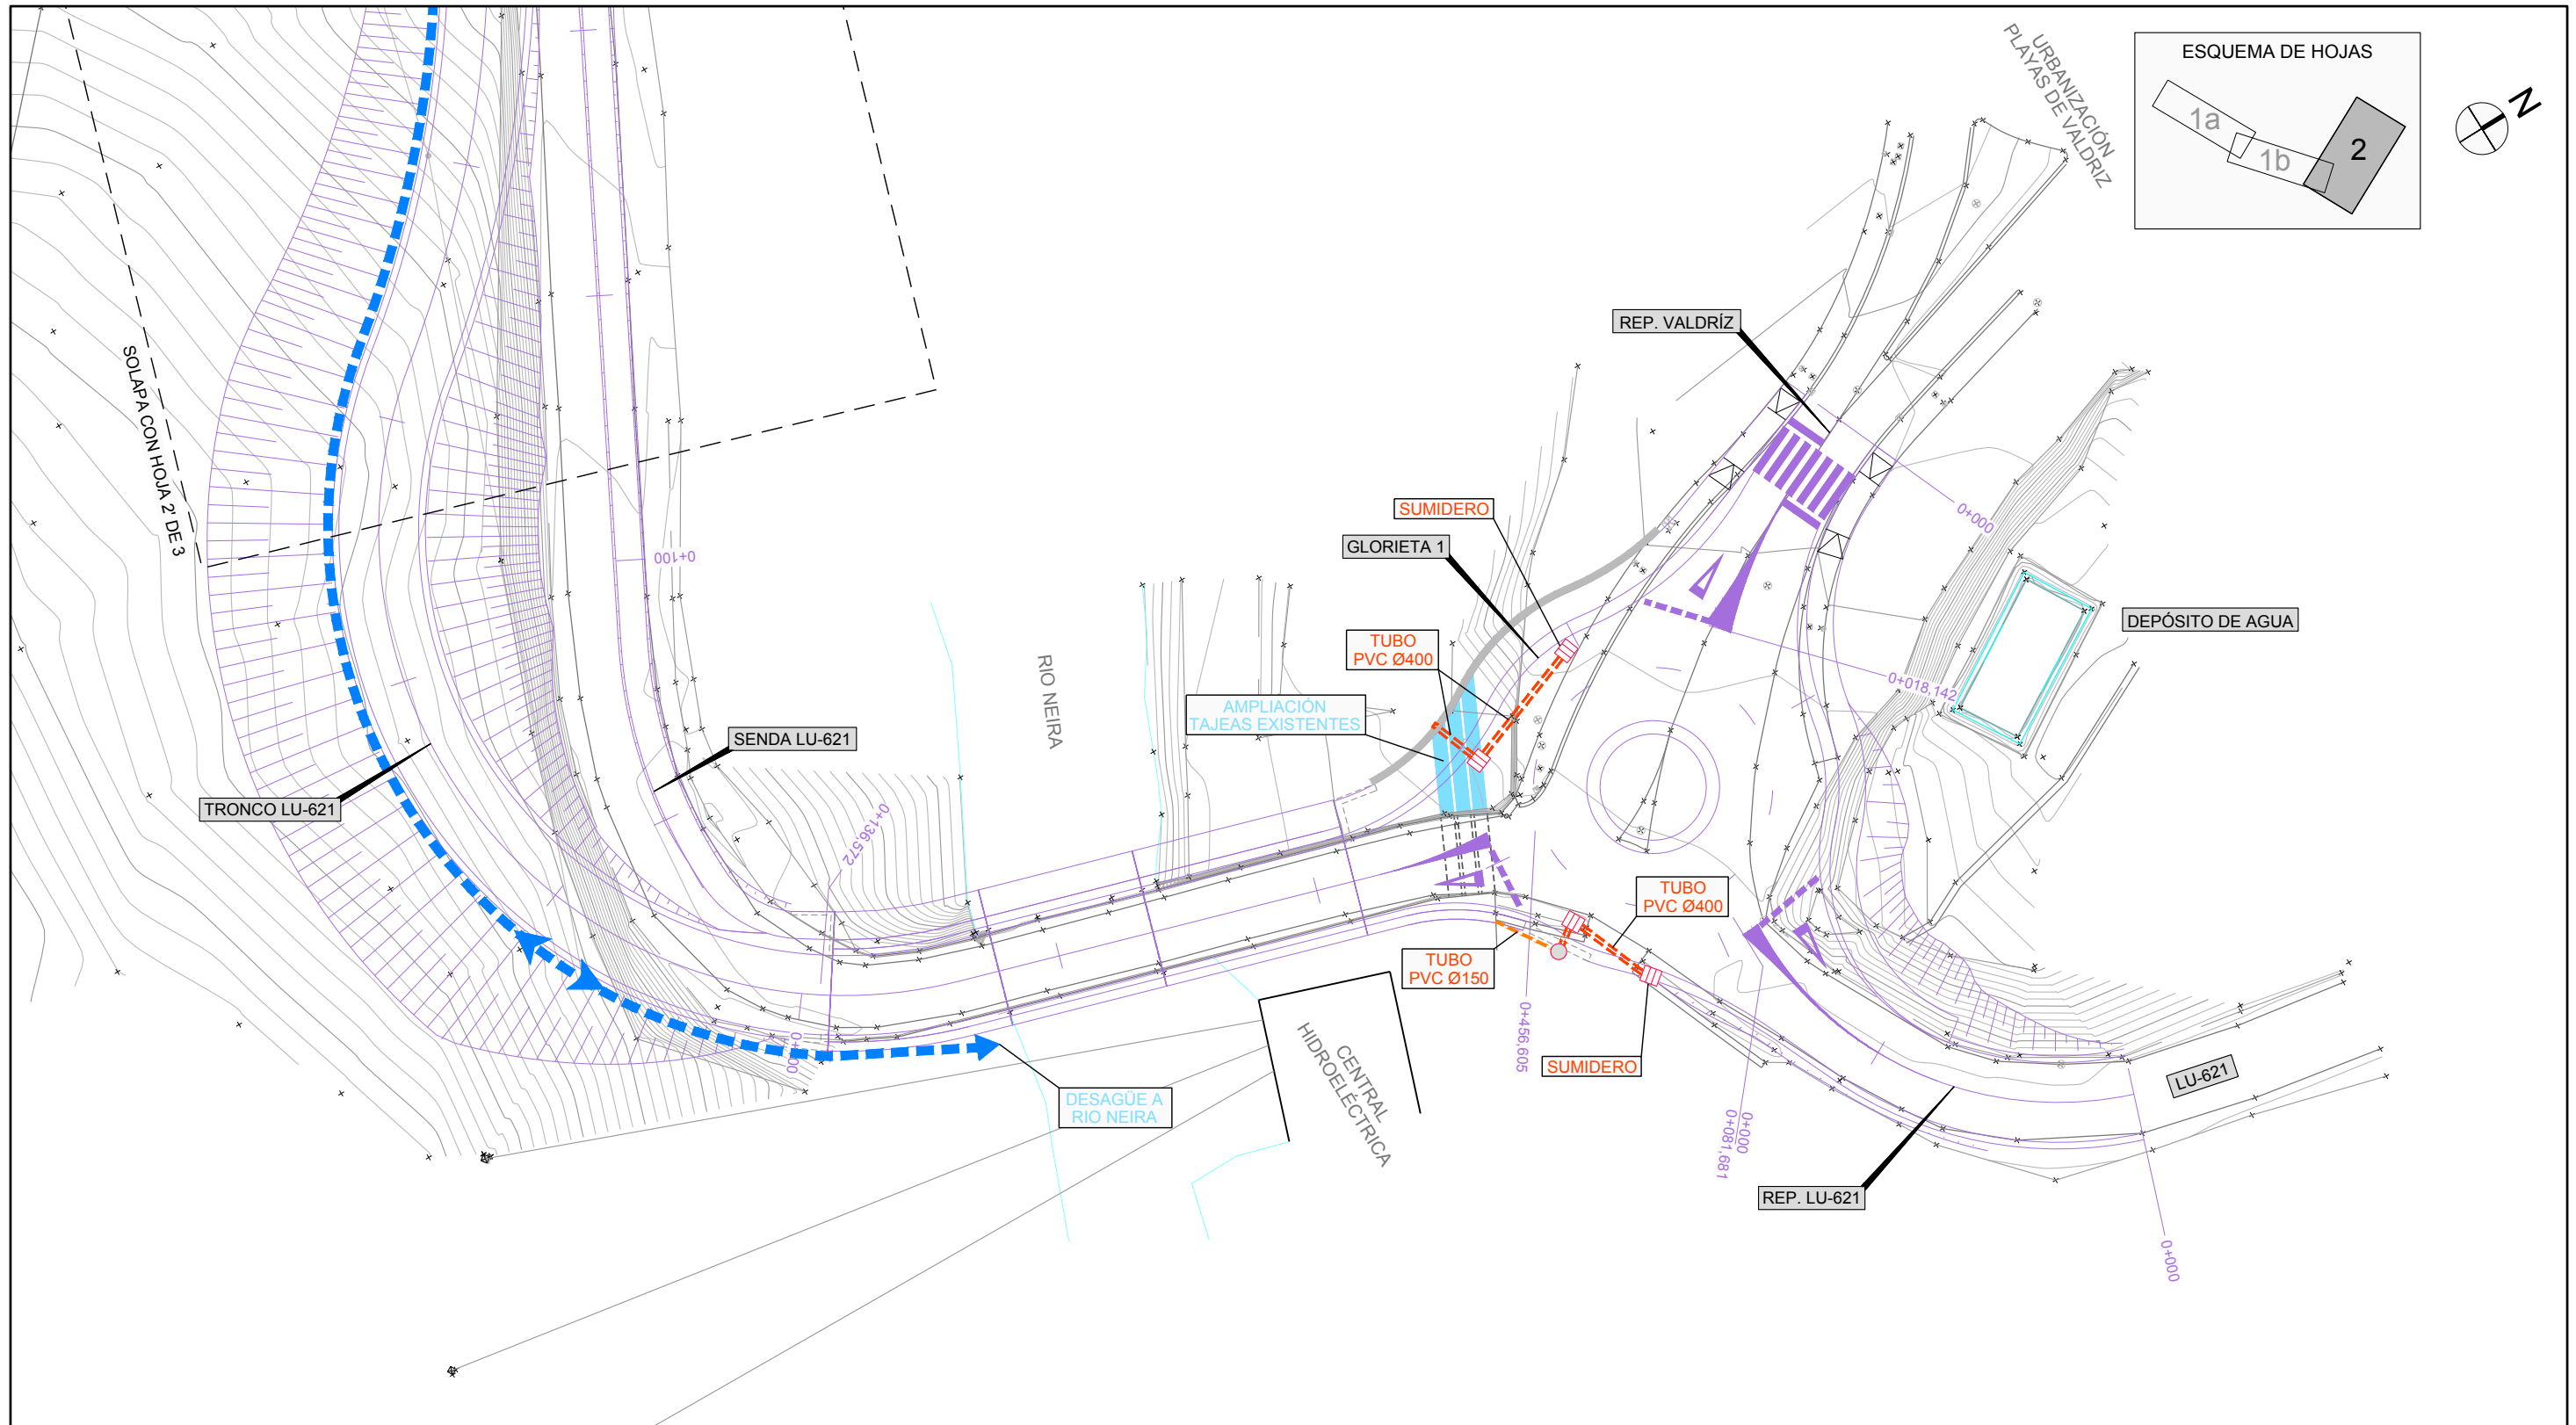 ESQUEMA DE HOJAS
1a
1b
2
N
URBANIZACIÓN
PLAYAS DE VALDRIZ
REP. VALDRÍZ
SOLAPA CON HOJA 2' DE 3
SUMIDERO
0+000
GLORIETA 1
0+100
DEPÓSITO DE AGUA
TUBO
PVC Ø400
RIO NEIRA
0+018,142
AMPLIACIÓN
TAJEAS EXISTENTES
SENDA LU-621
TRONCO LU-621
0+136,572
TUBO
PVC Ø400
TUBO
PVC Ø150
0+456,605
SUMIDERO
0+000
CENTRAL
HIDROELÉCTRICA
DESAGÜE A
RIO NEIRA
LU-621
0+000
0+081,681
REP. LU-621
0+000